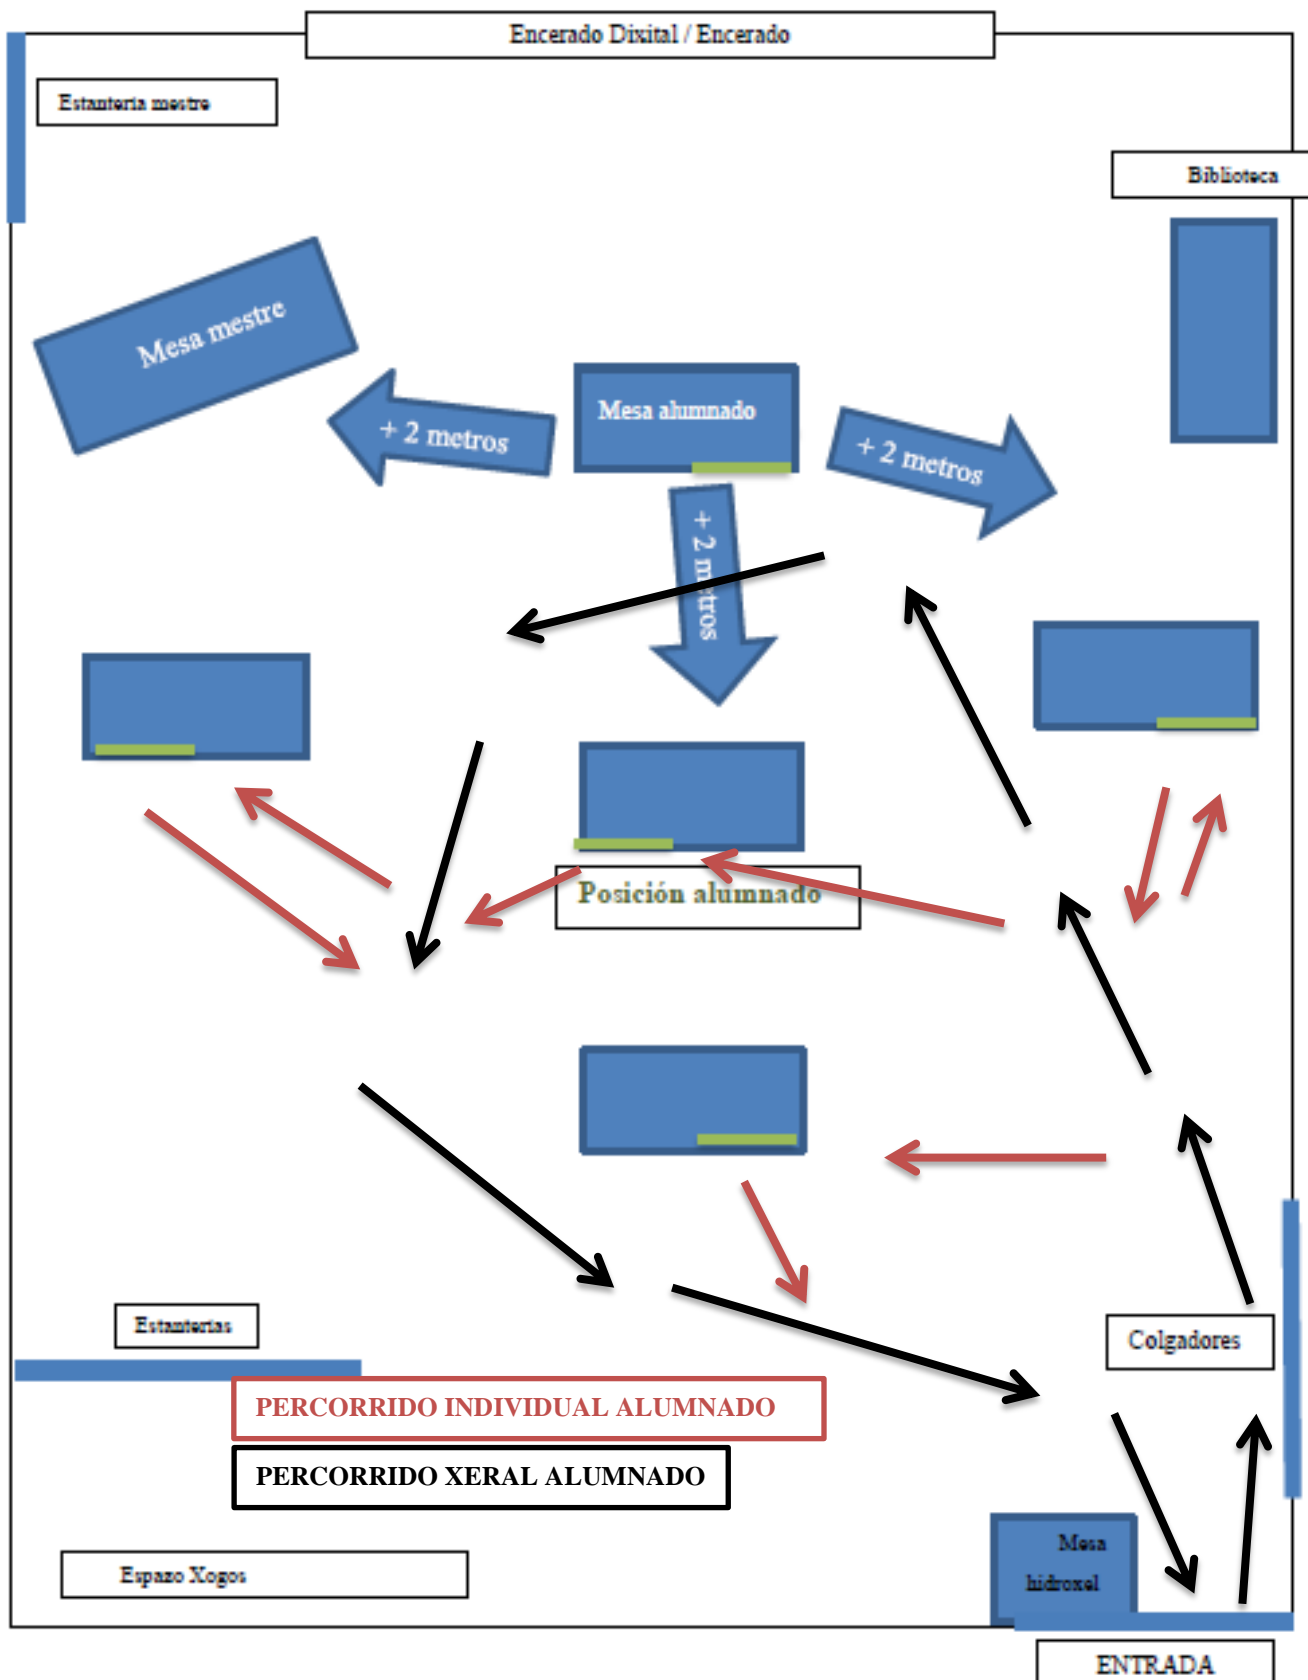 Encerado Dixital / Encerado
Estantería mestre
Biblioteca
Mesa mestre
Mesa alumnado
+ 2 metros
+ 2 metros
+ 2 metros
Posición alumnado
Estanterías
Colgadores
PERCORRIDO INDIVIDUAL ALUMNADO
PERCORRIDO XERAL ALUMNADO
Mesa
hidroxel
Espazo Xogos
ENTRADA